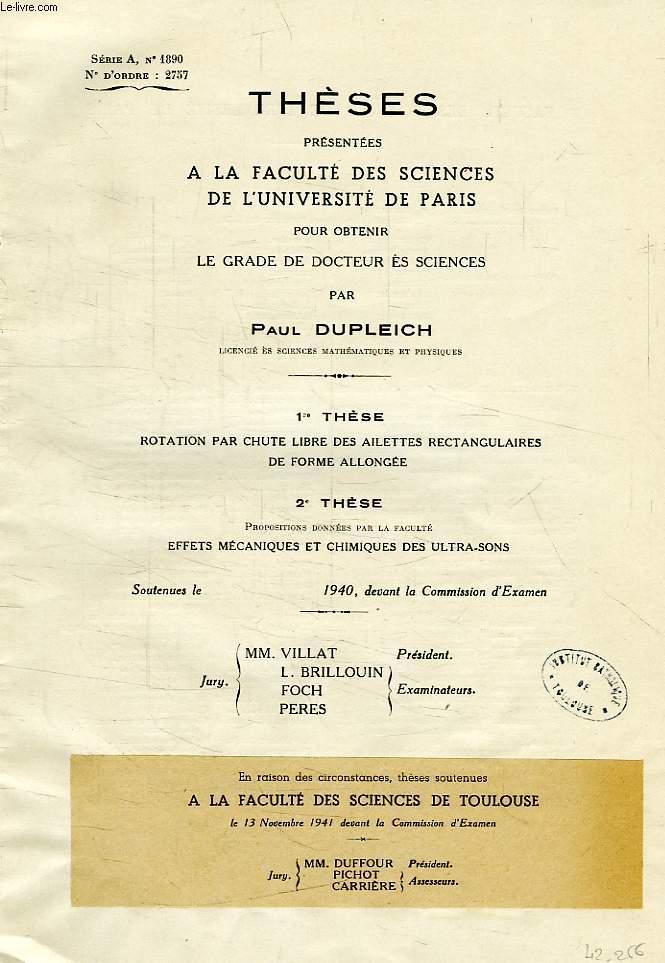 Le-livre.com
SÉRIE A, N° 1890
N° D'ORDRE : 2757
THÈSES
PRÉSENTÉES
A LA FACULTÉ DES SCIENCES
DE L'UNIVERSITÉ DE PARIS
POUR OBTENIR
LE GRADE DE DOCTEUR ÈS SCIENCES
PAR
PAUL DUPLEICH
LICENCIÉ ÈS SCIENCES MATHÉMATIQUES ET PHYSIQUES
1re THÈSE
ROTATION PAR CHUTE LIBRE DES AILETTES RECTANGULAIRES
DE FORME ALLONGÉE
2e THÈSE
PROPOSITIONS DONNÉES PAR LA FACULTÉ
EFFETS MÉCANIQUES ET CHIMIQUES DES ULTRA-SONS
Soutenues le 1940, devant la Commission d'Examen
Jury. MM. VILLAT Président.
L. BRILLOUIN
FOCH Examinateurs.
PERES
INSTITUT CATHOLIQUE
DE
TOULOUSE
En raison des circonstances, thèses soutenues
A LA FACULTÉ DES SCIENCES DE TOULOUSE
le 13 Novembre 1941 devant la Commission d'Examen
Jury. MM. DUFFOUR Président.
PICHOT
CARRIÈRE Assesseurs.